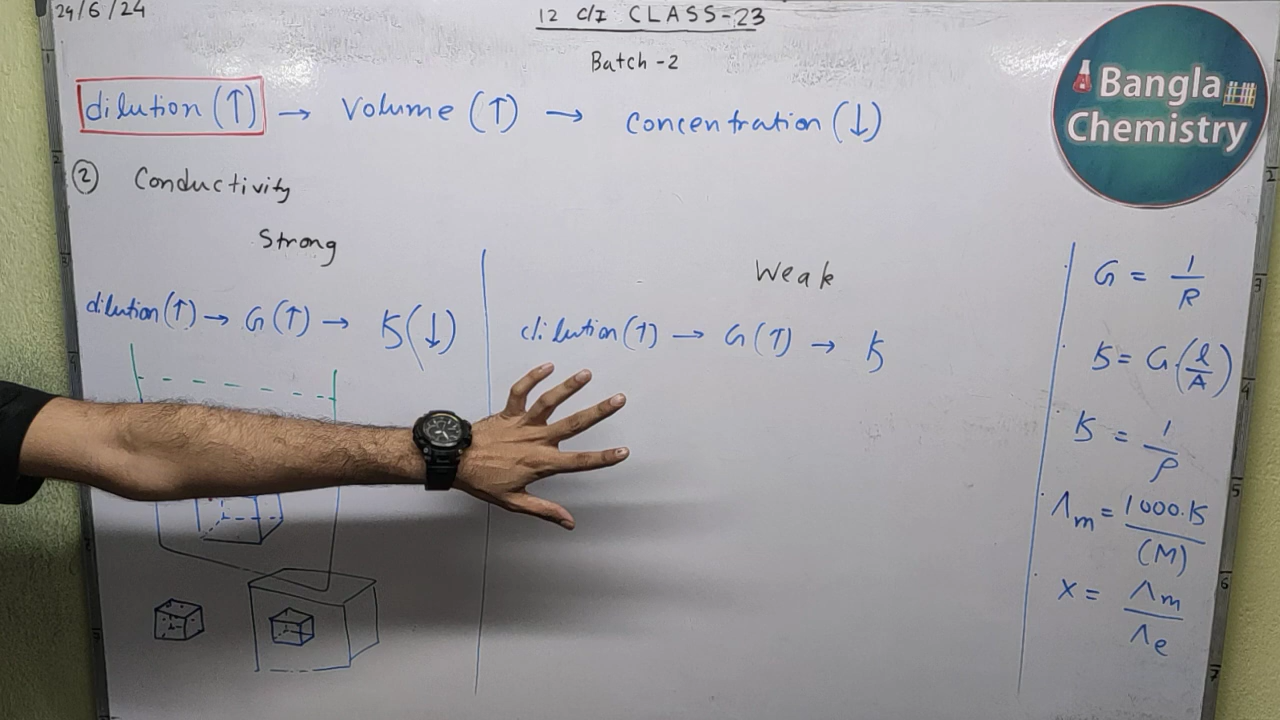 24/6/24
12 C/I CLASS-23
Batch-2
Bangla
Chemistry
dilution (↑) → Volume (↑) → Concentration (↓)
② Conductivity
Strong
dilution (↑) → G (↑) → K (↓)
Weak
dilution (↑) → G (↑) → K
G = 1/R
K = G.(l/A)
K = 1/ρ
Λm = 1000.K/(M)
x = Λm/Λe